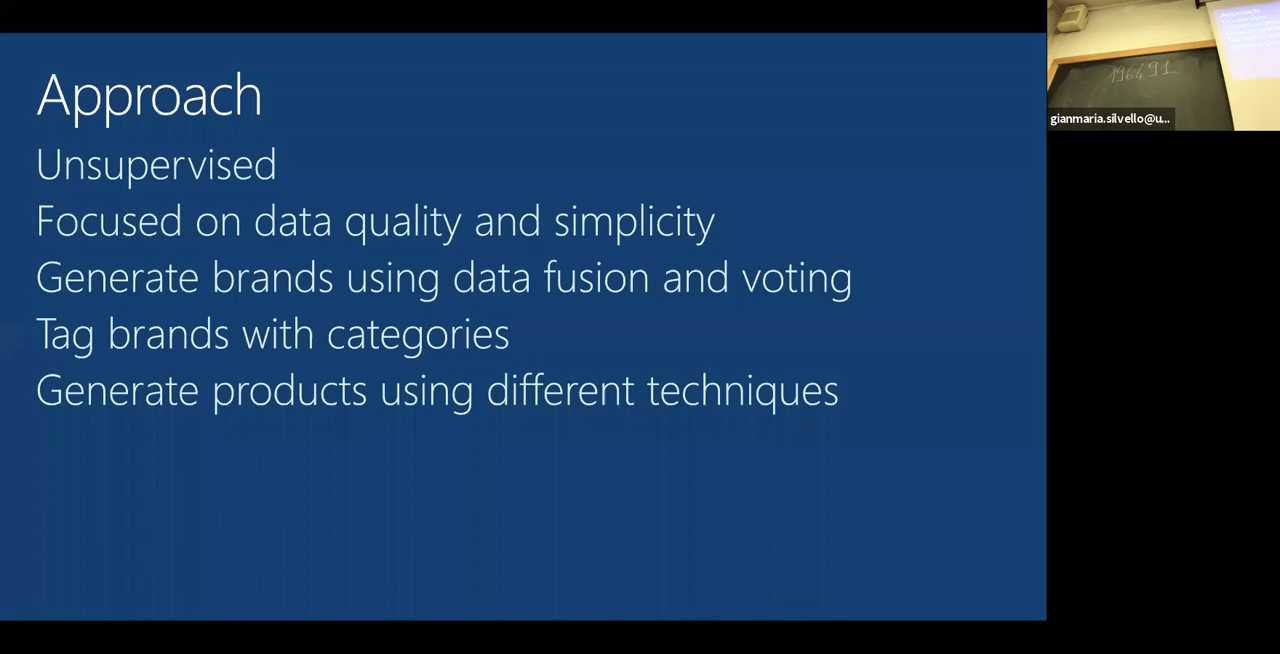 Approach
Unsupervised
Focused on data quality and simplicity
Generate brands using data fusion and voting
Tag brands with categories
Generate products using different techniques
196491
gianmaria.silvello@u...